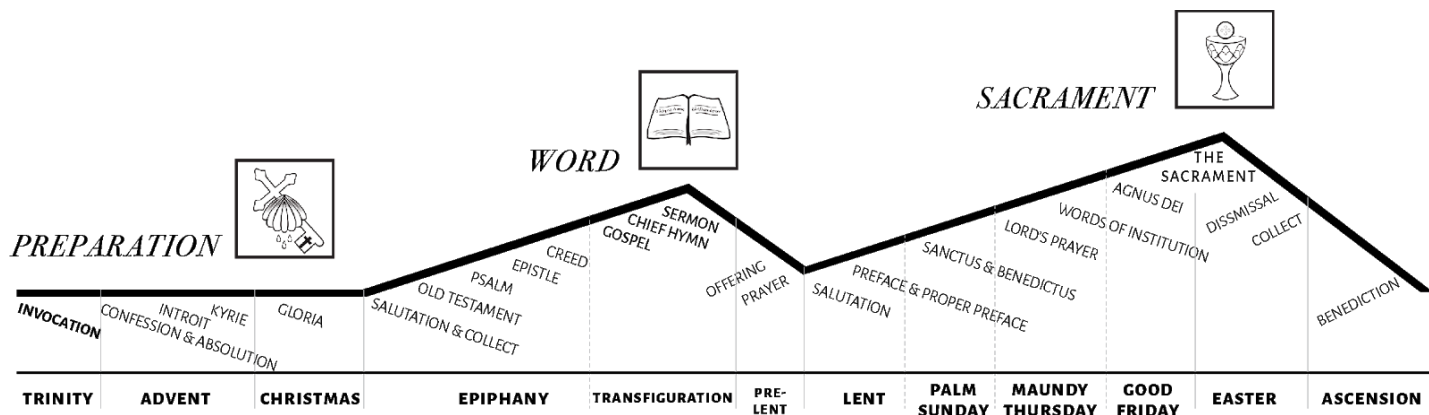 PREPARATION
WORD
SACRAMENT
INVOCATION
CONFESSION & ABSOLUTION
INTROIT
KYRIE
GLORIA
SALUTATION & COLLECT
OLD TESTAMENT
PSALM
EPISTLE
CREED
GOSPEL
CHIEF HYMN
SERMON
OFFERING
PRAYER
SALUTATION
PREFACE & PROPER PREFACE
SANCTUS & BENEDICTUS
LORD'S PRAYER
WORDS OF INSTITUTION
AGNUS DEI
THE
SACRAMENT
DISSMISSAL
COLLECT
BENEDICTION
TRINITY
ADVENT
CHRISTMAS
EPIPHANY
TRANSFIGURATION
PRE-
LENT
LENT
PALM
SUNDAY
MAUNDY
THURSDAY
GOOD
FRIDAY
EASTER
ASCENSION